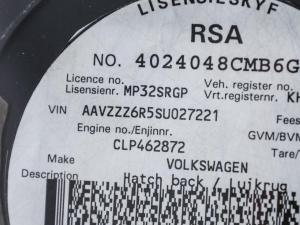 LISENSIESKYF
RSA
NO. 4024048CMB6G
Licence no. Veh. register no.
Lisensienr. MP32SRGP Vrt.registernr.
VIN AAVZZZ6R5SU027221 Fees
Engine no./Enjinnr. GVM/BVM
CLP462872 Tare/
Make VOLKSWAGEN
Description Hatch back / Luikrug